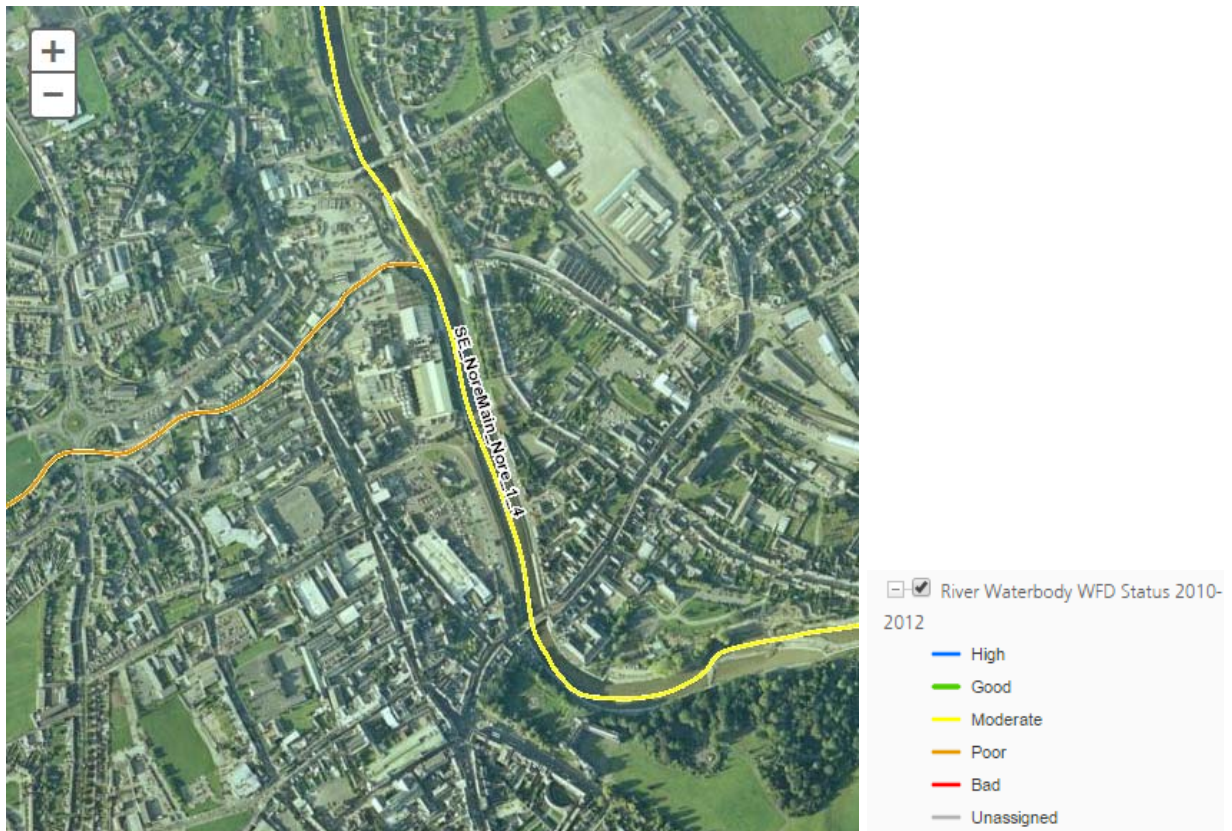 +
−
SE_NoreMain_Nore_1_4
River Waterbody WFD Status 2010-
2012
High
Good
Moderate
Poor
Bad
Unassigned